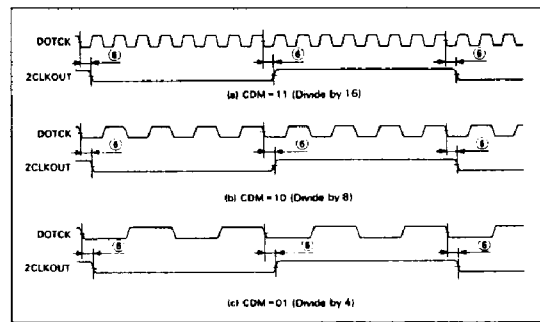 DOTCK
⑥ ⑥ ⑥
2CLKOUT
(a) CDM = 11 (Divide by 16)
DOTCK
⑥ ⑥ ⑥
2CLKOUT
(b) CDM = 10 (Divide by 8)
DOTCK
⑥ ⑥ ⑥
2CLKOUT
(c) CDM = 01 (Divide by 4)